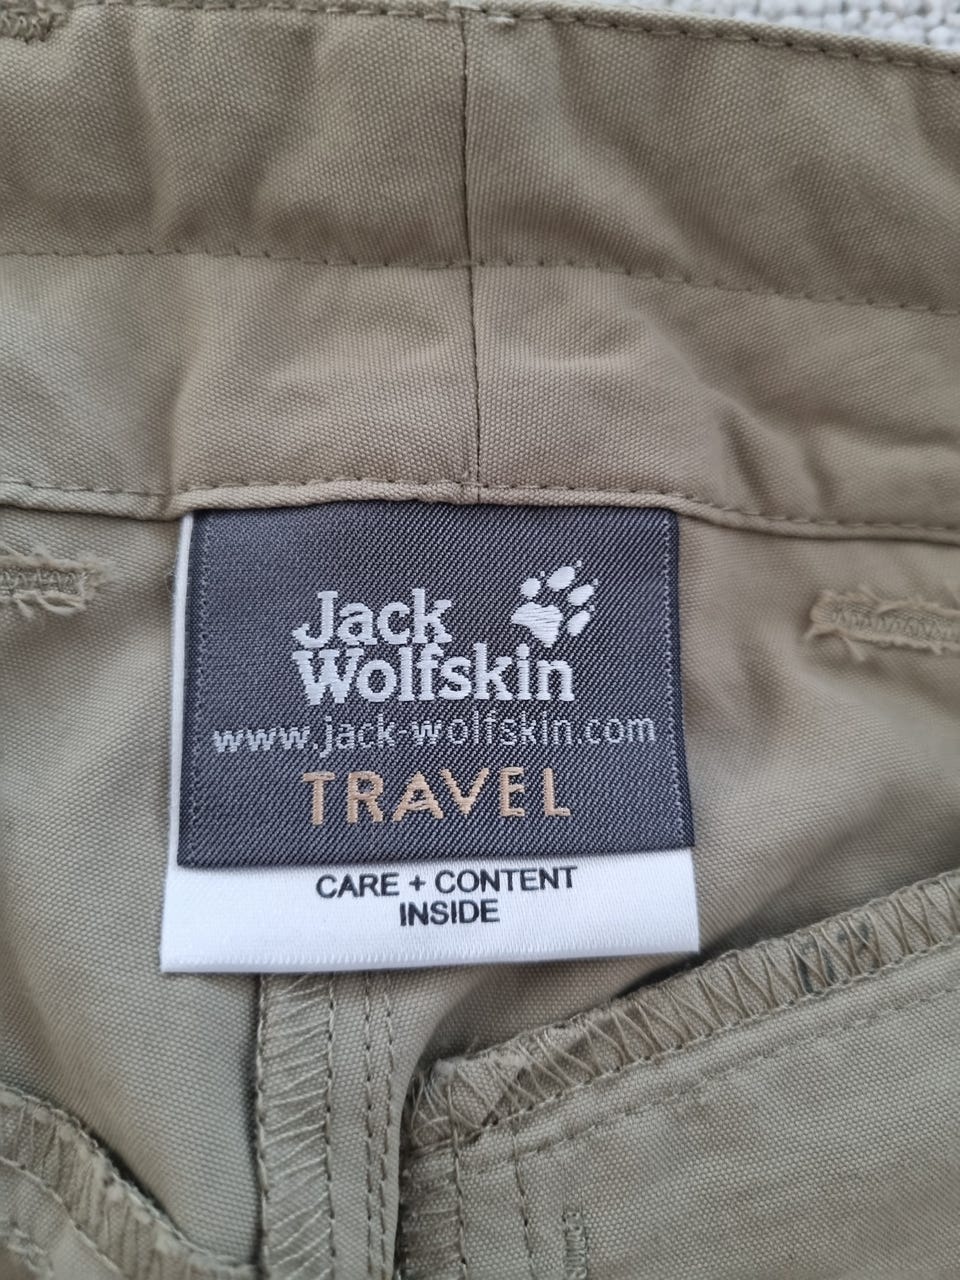 Jack
Wolfskin
www.jack-wolfskin.com
TRAVEL
CARE + CONTENT
INSIDE